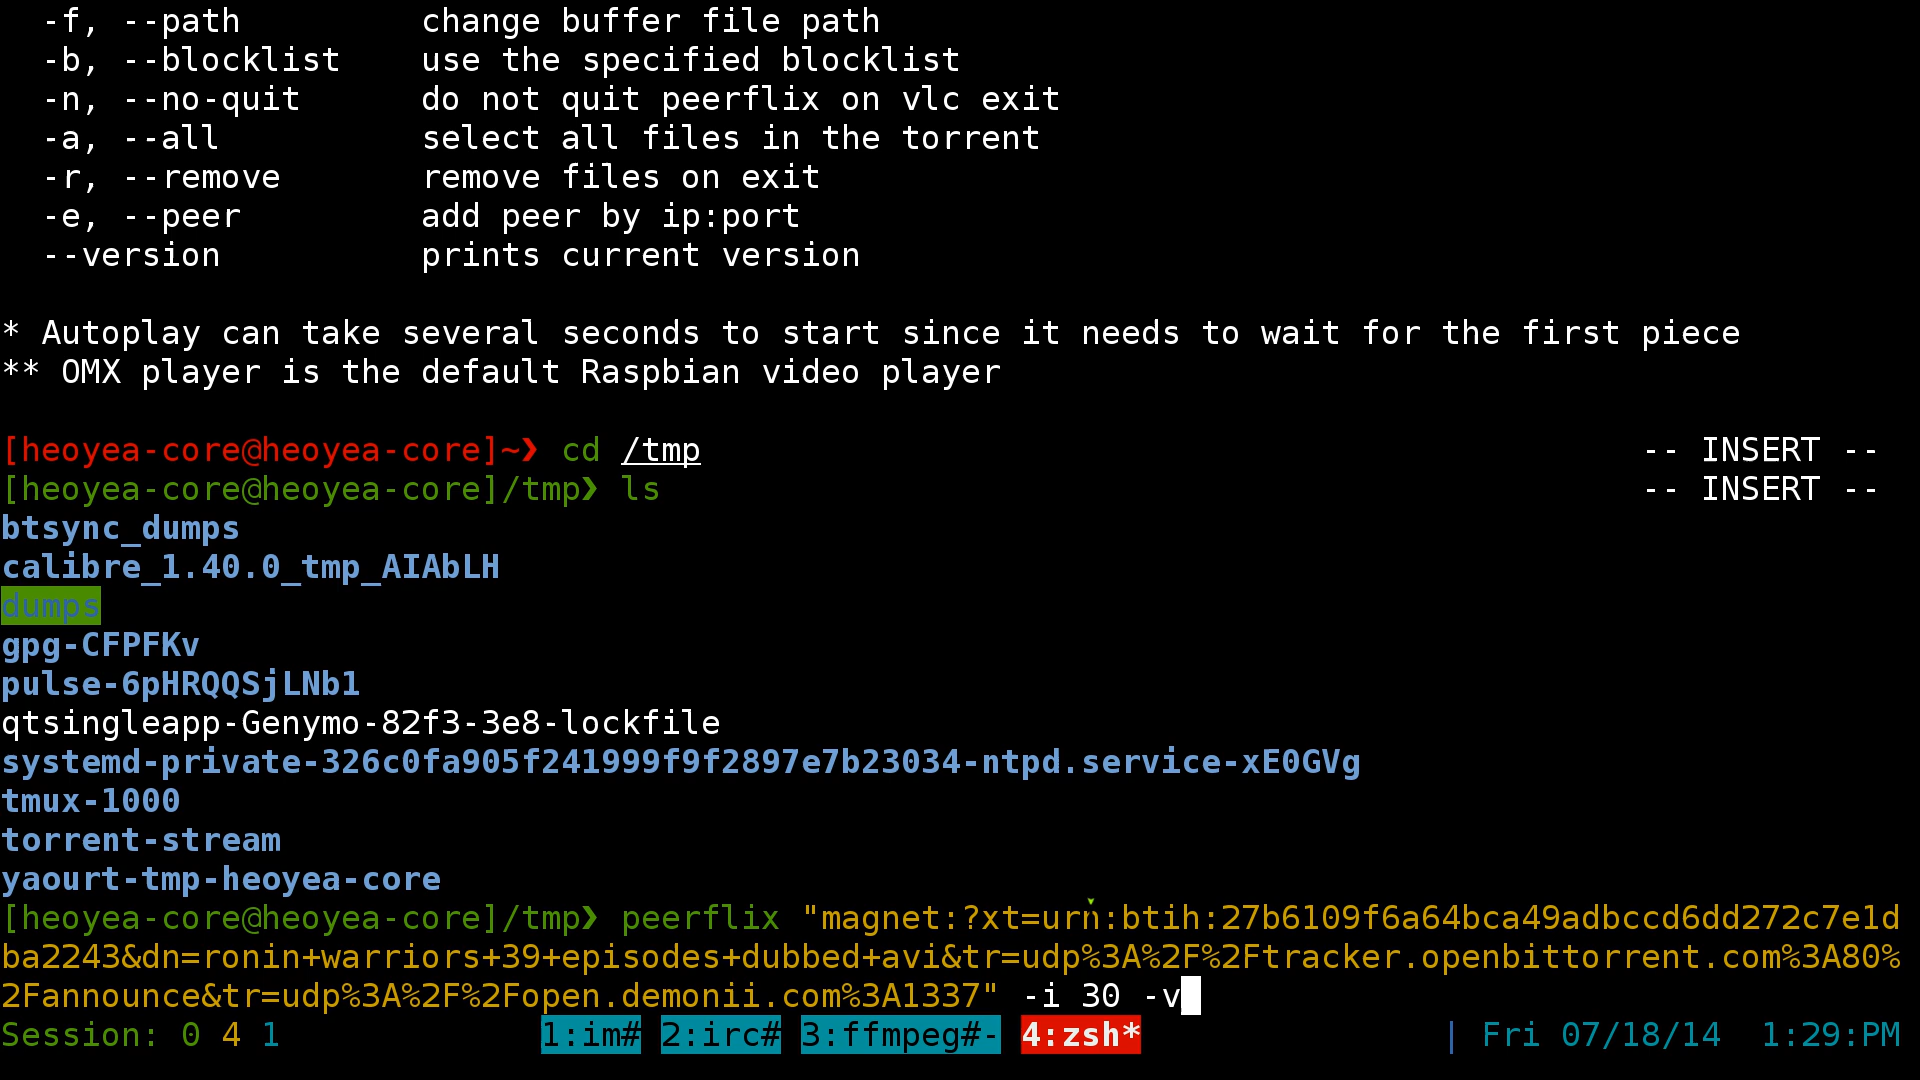 -f, --path         change buffer file path
-b, --blocklist    use the specified blocklist
-n, --no-quit      do not quit peerflix on vlc exit
-a, --all          select all files in the torrent
-r, --remove       remove files on exit
-e, --peer         add peer by ip:port
--version          prints current version
* Autoplay can take several seconds to start since it needs to wait for the first piece
** OMX player is the default Raspbian video player
[heoyea-core@heoyea-core]~❯ cd /tmp -- INSERT --
[heoyea-core@heoyea-core]/tmp❯ ls -- INSERT --
btsync_dumps
calibre_1.40.0_tmp_AIAbLH
dumps
gpg-CFPFKv
pulse-6pHRQQSjLNb1
qtsingleapp-Genymo-82f3-3e8-lockfile
systemd-private-326c0fa905f241999f9f2897e7b23034-ntpd.service-xE0GVg
tmux-1000
torrent-stream
yaourt-tmp-heoyea-core
[heoyea-core@heoyea-core]/tmp❯ peerflix "magnet:?xt=urn:btih:27b6109f6a64bca49adbccd6dd272c7e1d
ba2243&dn=ronin+warriors+39+episodes+dubbed+avi&tr=udp%3A%2F%2Ftracker.openbittorrent.com%3A80%
2Fannounce&tr=udp%3A%2F%2Fopen.demonii.com%3A1337" -i 30 -v
Session: 0 4 1 1:im# 2:irc# 3:ffmpeg#- 4:zsh* | Fri 07/18/14 1:29:PM